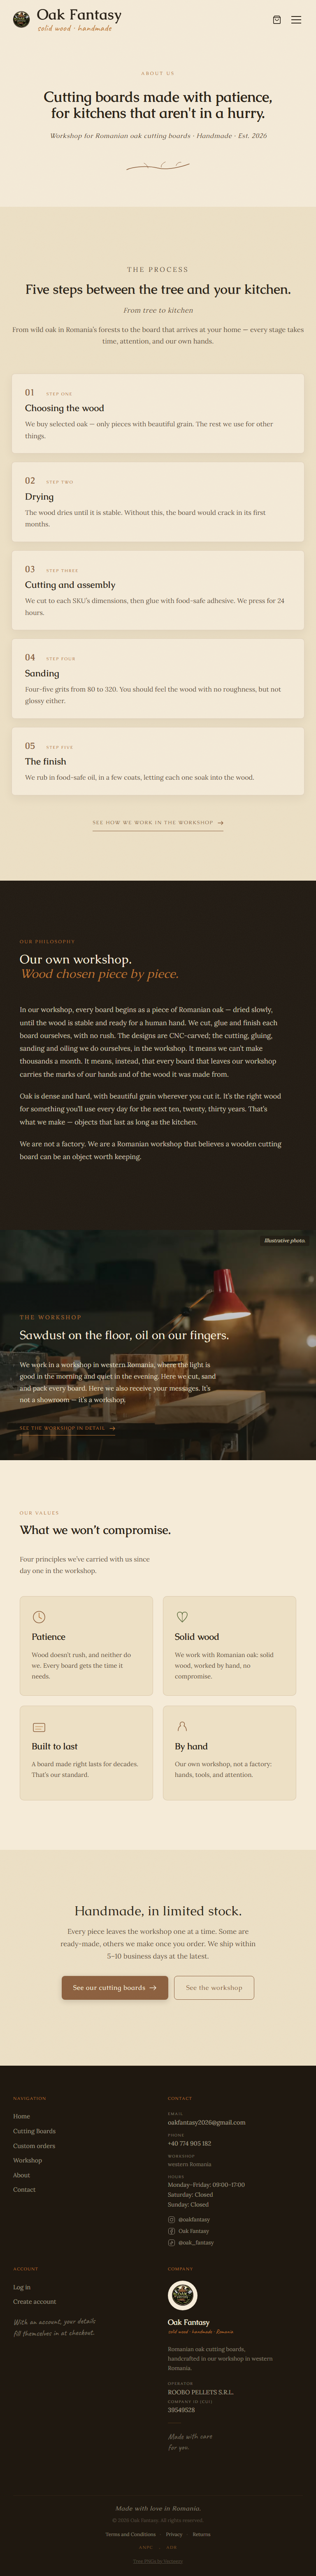 Oak Fantasy
solid wood · handmade
ABOUT US
Cutting boards made with patience,
for kitchens that aren't in a hurry.
Workshop for Romanian oak cutting boards · Handmade · Est. 2026
THE PROCESS
Five steps between the tree and your kitchen.
From tree to kitchen
From wild oak in Romania's forests to the board that arrives at your home — every stage takes
time, attention, and our own hands.
01 STEP ONE
Choosing the wood
We buy selected oak — only pieces with beautiful grain. The rest we use for other
things.
02 STEP TWO
Drying
The wood dries until it is stable. Without this, the board would crack in its first
months.
03 STEP THREE
Cutting and assembly
We cut to each SKU's dimensions, then glue with food-safe adhesive. We press for 24
hours.
04 STEP FOUR
Sanding
Four-five grits from 80 to 320. You should feel the wood with no roughness, but not
glossy either.
05 STEP FIVE
The finish
We rub in food-safe oil, in a few coats, letting each one soak into the wood.
SEE HOW WE WORK IN THE WORKSHOP →
OUR PHILOSOPHY
Our own workshop.
Wood chosen piece by piece.
In our workshop, every board begins as a piece of Romanian oak — dried slowly,
until the wood is stable and ready for a human hand. We cut, glue and finish each
board ourselves, with no rush. The designs are CNC-carved; the cutting, gluing,
sanding and oiling we do ourselves, in the workshop. It means we can't make
thousands a month. It means, instead, that every board that leaves our workshop
carries the marks of our hands and of the wood it was made from.
Oak is dense and hard, with beautiful grain wherever you cut it. It's the right wood
for something you'll use every day for the next ten, twenty, thirty years. That's
what we make — objects that last as long as the kitchen.
We are not a factory. We are a Romanian workshop that believes a wooden cutting
board can be an object worth keeping.
Illustrative photo.
THE WORKSHOP
Sawdust on the floor, oil on our fingers.
We work in a workshop in western Romania, where the light is
good in the morning and quiet in the evening. Here we cut, sand
and pack every board. Here we also receive your messages. It's
not a showroom — it's a workshop.
SEE THE WORKSHOP IN DETAIL →
OUR VALUES
What we won't compromise.
Four principles we've carried with us since
day one in the workshop.
Patience
Wood doesn't rush, and neither do
we. Every board gets the time it
needs.
Solid wood
We work with Romanian oak: solid
wood, worked by hand, no
compromise.
Built to last
A board made right lasts for decades.
That's our standard.
By hand
Our own workshop, not a factory:
hands, tools, and attention.
Handmade, in limited stock.
Every piece leaves the workshop one at a time. Some are
ready-made, others we make once you order. We ship within
5–10 business days at the latest.
See our cutting boards →
See the workshop
NAVIGATION
Home
Cutting Boards
Custom orders
Workshop
About
Contact
CONTACT
EMAIL
oakfantasy2026@gmail.com
PHONE
+40 774 905 182
WORKSHOP
western Romania
HOURS
Monday–Friday: 09:00–17:00
Saturday: Closed
Sunday: Closed
@oakfantasy
Oak Fantasy
@oak_fantasy
ACCOUNT
Log in
Create account
With an account, your details
fill themselves in at checkout.
COMPANY
Oak Fantasy
solid wood · handmade · Romania
Romanian oak cutting boards,
handcrafted in our workshop in western
Romania.
OPERATOR
ROOBO PELLETS S.R.L.
COMPANY ID (CUI)
39549528
Made with care
for you
Made with love in Romania.
© 2026 Oak Fantasy. All rights reserved.
Terms and Conditions · Privacy · Returns
ANPC · SOL